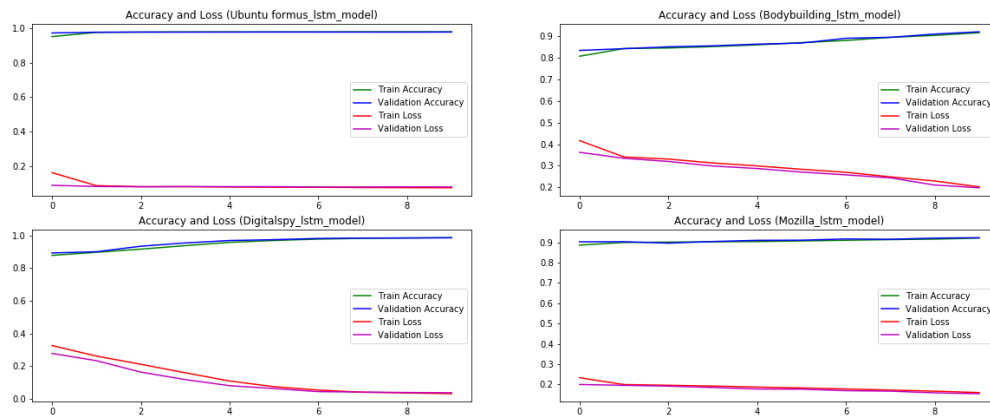 Accuracy and Loss (Ubuntu formus_lstm_model)
1.0
0.8
0.6
0.4
0.2
Train Accuracy
Validation Accuracy
Train Loss
Validation Loss
0 2 4 6 8
Accuracy and Loss (Bodybuilding_lstm_model)
0.9
0.8
0.7
0.6
0.5
0.4
0.3
0.2
Train Accuracy
Validation Accuracy
Train Loss
Validation Loss
0 2 4 6 8
Accuracy and Loss (Digitalspy_lstm_model)
1.0
0.8
0.6
0.4
0.2
0.0
Train Accuracy
Validation Accuracy
Train Loss
Validation Loss
0 2 4 6 8
Accuracy and Loss (Mozilla_lstm_model)
0.9
0.8
0.7
0.6
0.5
0.4
0.3
0.2
Train Accuracy
Validation Accuracy
Train Loss
Validation Loss
0 2 4 6 8